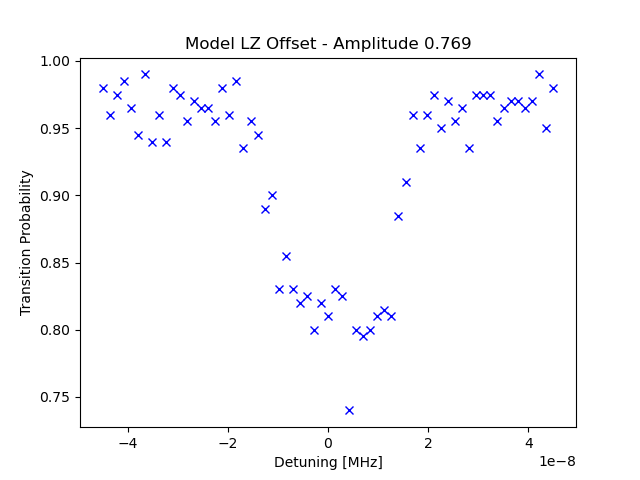 Model LZ Offset - Amplitude 0.769
Transition Probability
1.00
0.95
0.90
0.85
0.80
0.75
−4
−2
0
2
4
1e−8
Detuning [MHz]